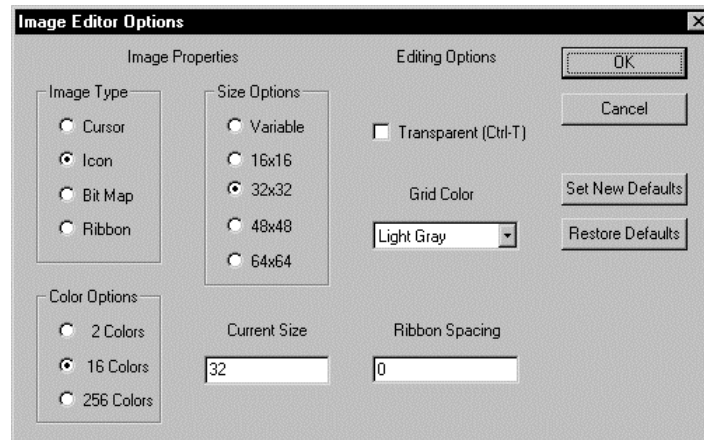 Image Editor Options
Image Properties
Editing Options
OK
Cancel
Image Type
Cursor
Icon
Bit Map
Ribbon
Size Options
Variable
16x16
32x32
48x48
64x64
Transparent (Ctrl-T)
Grid Color
Light Gray
Set New Defaults
Restore Defaults
Color Options
2 Colors
16 Colors
256 Colors
Current Size
32
Ribbon Spacing
0